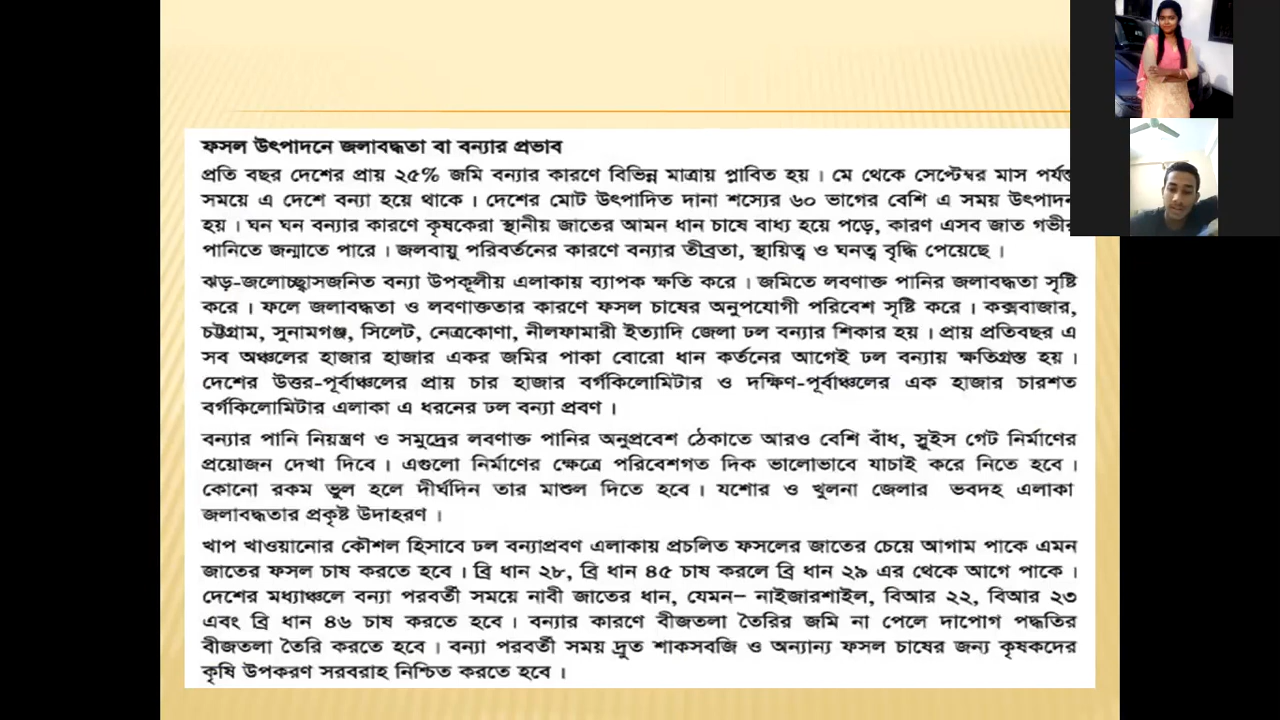 ফসল উৎপাদনে জলাবদ্ধতা বা বন্যার প্রভাব
প্রতি বছর দেশের প্রায় ২৫% জমি বন্যার কারণে বিভিন্ন মাত্রায় প্লাবিত হয়। মে থেকে সেপ্টেম্বর মাস পর্যন্ত
সময়ে এ দেশে বন্যা হয়ে থাকে। দেশের মোট উৎপাদিত দানা শস্যের ৬০ ভাগের বেশি এ সময় উৎপাদন
হয়। ঘন ঘন বন্যার কারণে কৃষকেরা স্থানীয় জাতের আমন ধান চাষে বাধ্য হয়ে পড়ে, কারণ এসব জাত গভীর
পানিতে জন্মাতে পারে। জলবায়ু পরিবর্তনের কারণে বন্যার তীব্রতা, স্থায়িত্ব ও ঘনত্ব বৃদ্ধি পেয়েছে।
ঝড়-জলোচ্ছ্বাসজনিত বন্যা উপকূলীয় এলাকায় ব্যাপক ক্ষতি করে। জমিতে লবণাক্ত পানির জলাবদ্ধতা সৃষ্টি
করে। ফলে জলাবদ্ধতা ও লবণাক্ততার কারণে ফসল চাষের অনুপযোগী পরিবেশ সৃষ্টি করে। কক্সবাজার,
চট্টগ্রাম, সুনামগঞ্জ, সিলেট, নেত্রকোণা, নীলফামারী ইত্যাদি জেলা ঢল বন্যার শিকার হয়। প্রায় প্রতিবছর এ
সব অঞ্চলের হাজার হাজার একর জমির পাকা বোরো ধান কর্তনের আগেই ঢল বন্যায় ক্ষতিগ্রস্ত হয়।
দেশের উত্তর-পূর্বাঞ্চলের প্রায় চার হাজার বর্গকিলোমিটার ও দক্ষিণ-পূর্বাঞ্চলের এক হাজার চারশত
বর্গকিলোমিটার এলাকা এ ধরনের ঢল বন্যা প্রবণ।
বন্যার পানি নিয়ন্ত্রণ ও সমুদ্রের লবণাক্ত পানির অনুপ্রবেশ ঠেকাতে আরও বেশি বাঁধ, স্লুইস গেট নির্মাণের
প্রয়োজন দেখা দিবে। এগুলো নির্মাণের ক্ষেত্রে পরিবেশগত দিক ভালোভাবে যাচাই করে নিতে হবে।
কোনো রকম ভুল হলে দীর্ঘদিন তার মাশুল দিতে হবে। যশোর ও খুলনা জেলার ভবদহ এলাকা
জলাবদ্ধতার প্রকৃষ্ট উদাহরণ।
খাপ খাওয়ানোর কৌশল হিসাবে ঢল বন্যাপ্রবণ এলাকায় প্রচলিত ফসলের জাতের চেয়ে আগাম পাকে এমন
জাতের ফসল চাষ করতে হবে। ব্রি ধান ২৮, ব্রি ধান ৪৫ চাষ করলে ব্রি ধান ২৯ এর থেকে আগে পাকে।
দেশের মধ্যাঞ্চলে বন্যা পরবর্তী সময়ে নাবী জাতের ধান, যেমন– নাইজারশাইল, বিআর ২২, বিআর ২৩
এবং ব্রি ধান ৪৬ চাষ করতে হবে। বন্যার কারণে বীজতলা তৈরির জমি না পেলে দাপোগ পদ্ধতির
বীজতলা তৈরি করতে হবে। বন্যা পরবর্তী সময় দ্রুত শাকসবজি ও অন্যান্য ফসল চাষের জন্য কৃষকদের
কৃষি উপকরণ সরবরাহ নিশ্চিত করতে হবে।